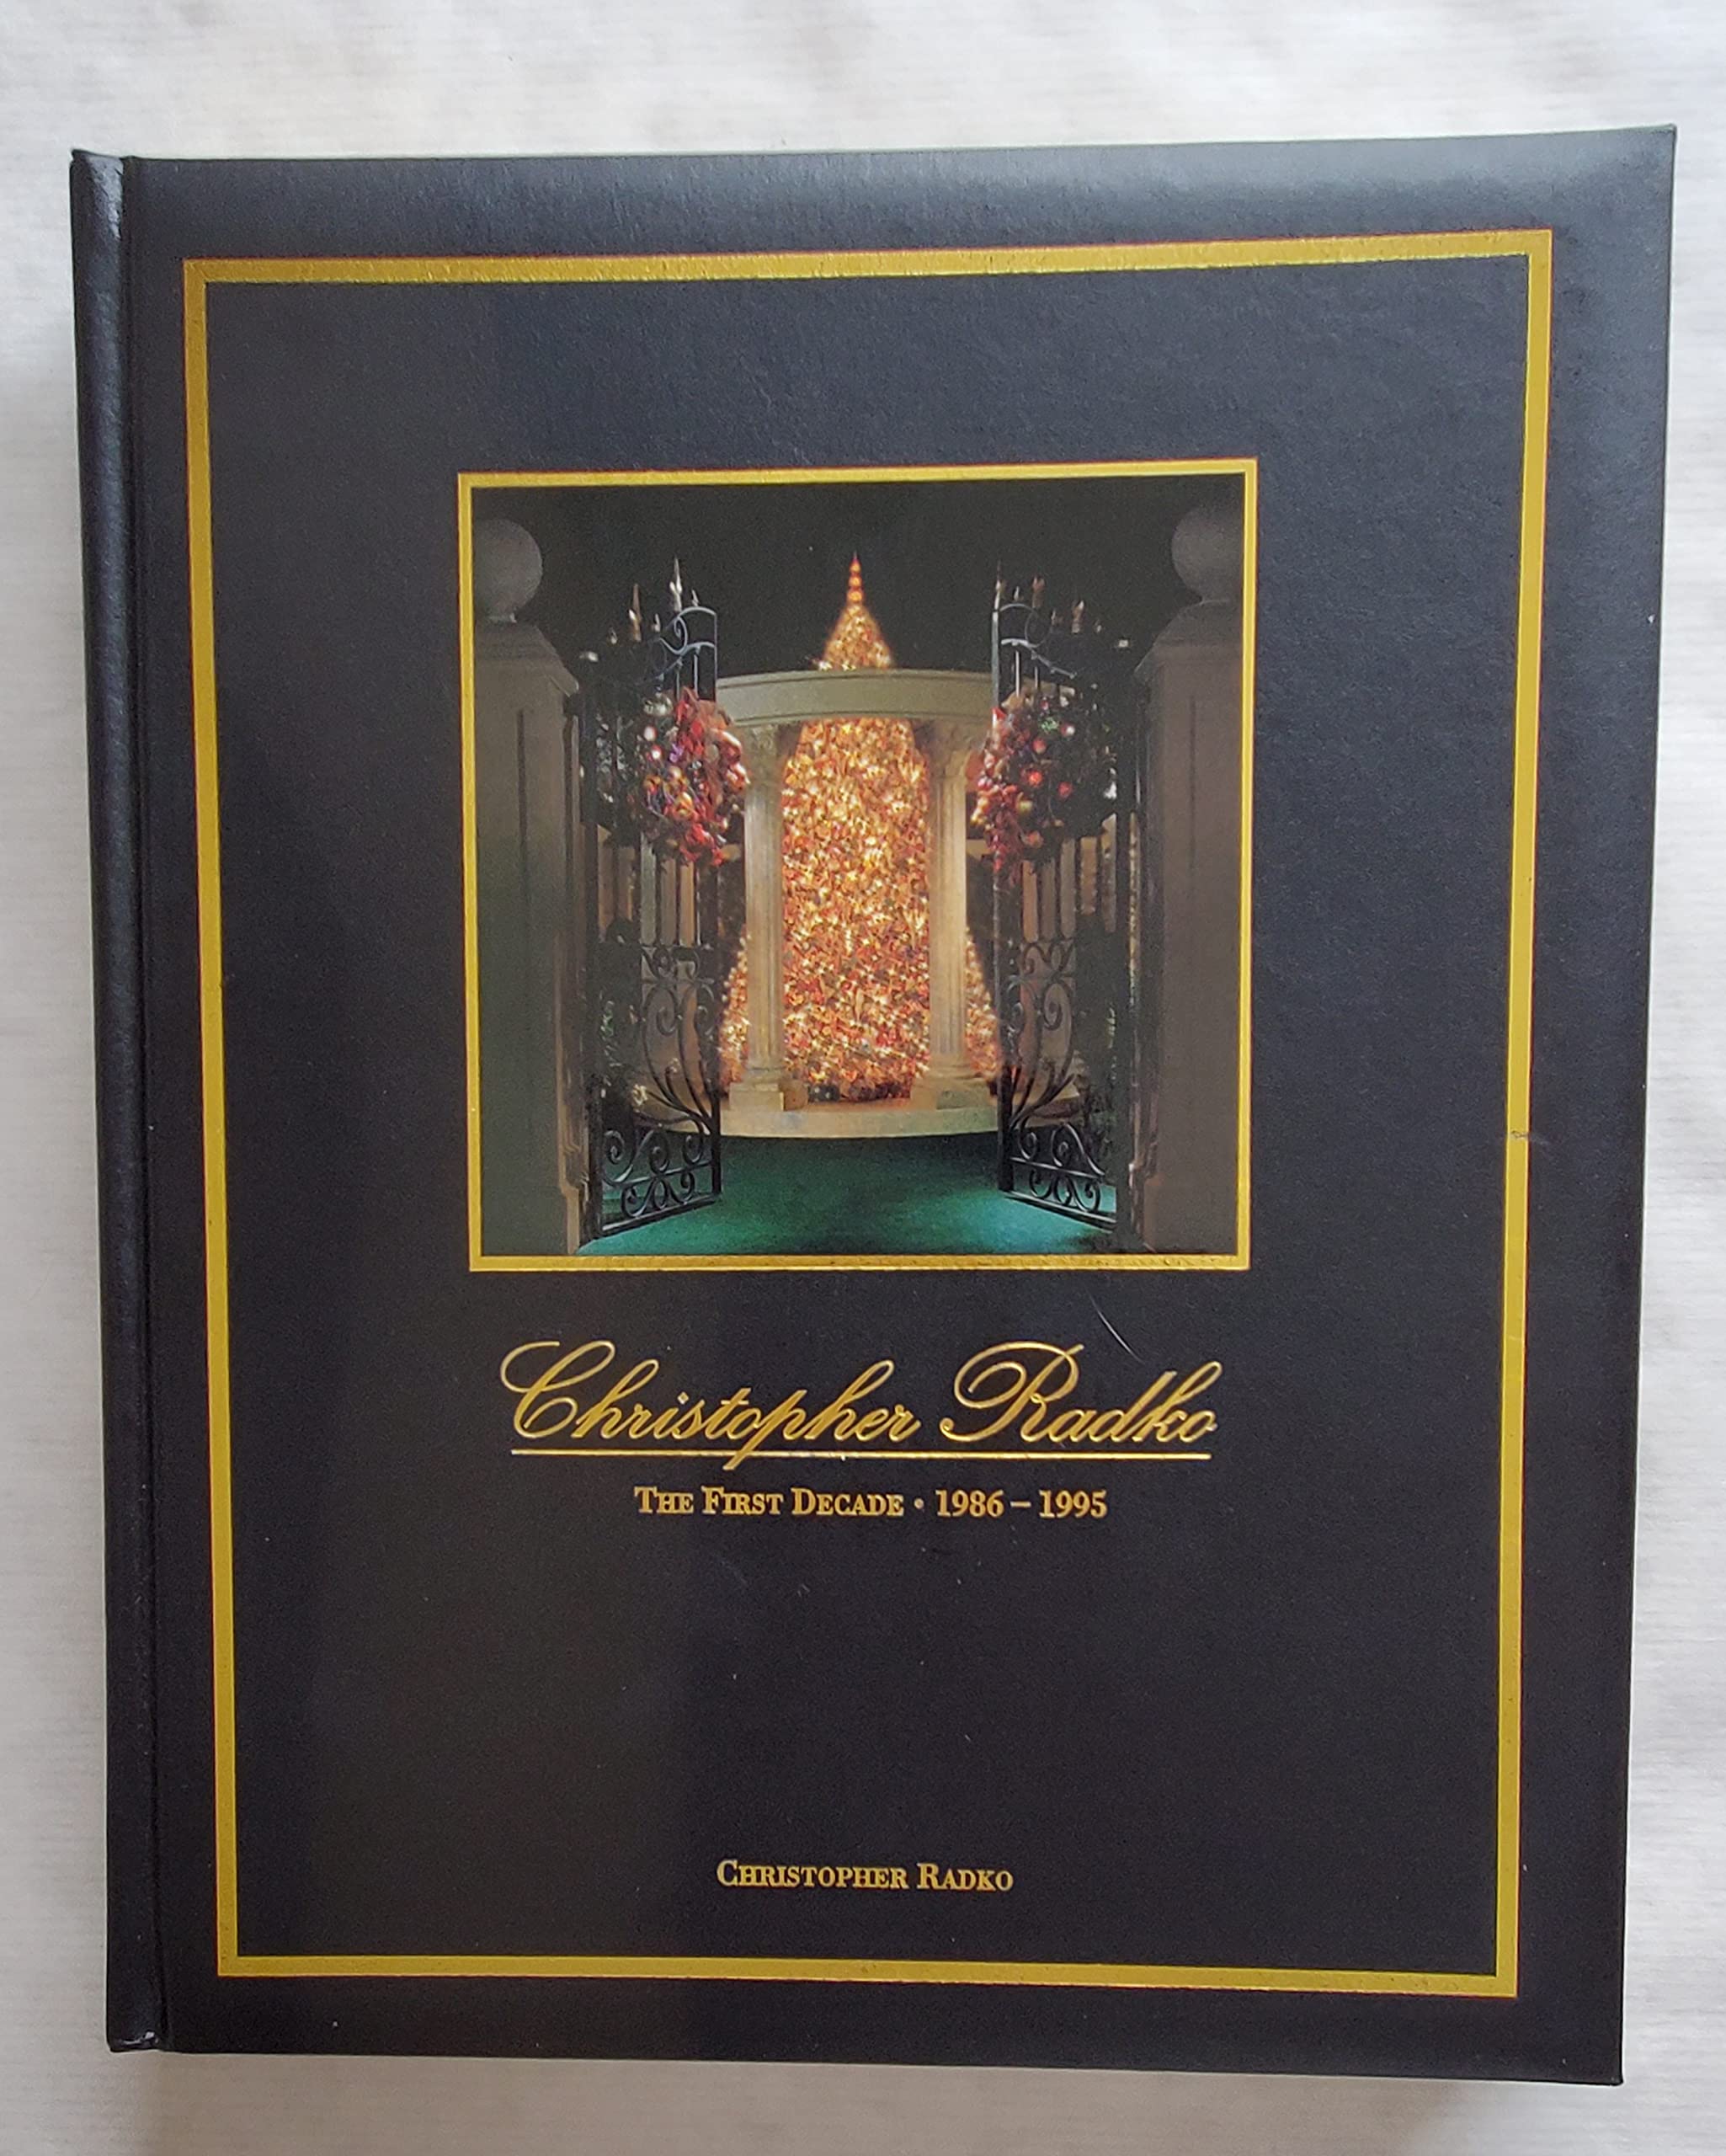 Christopher Radko
The First Decade • 1986 – 1995
Christopher Radko